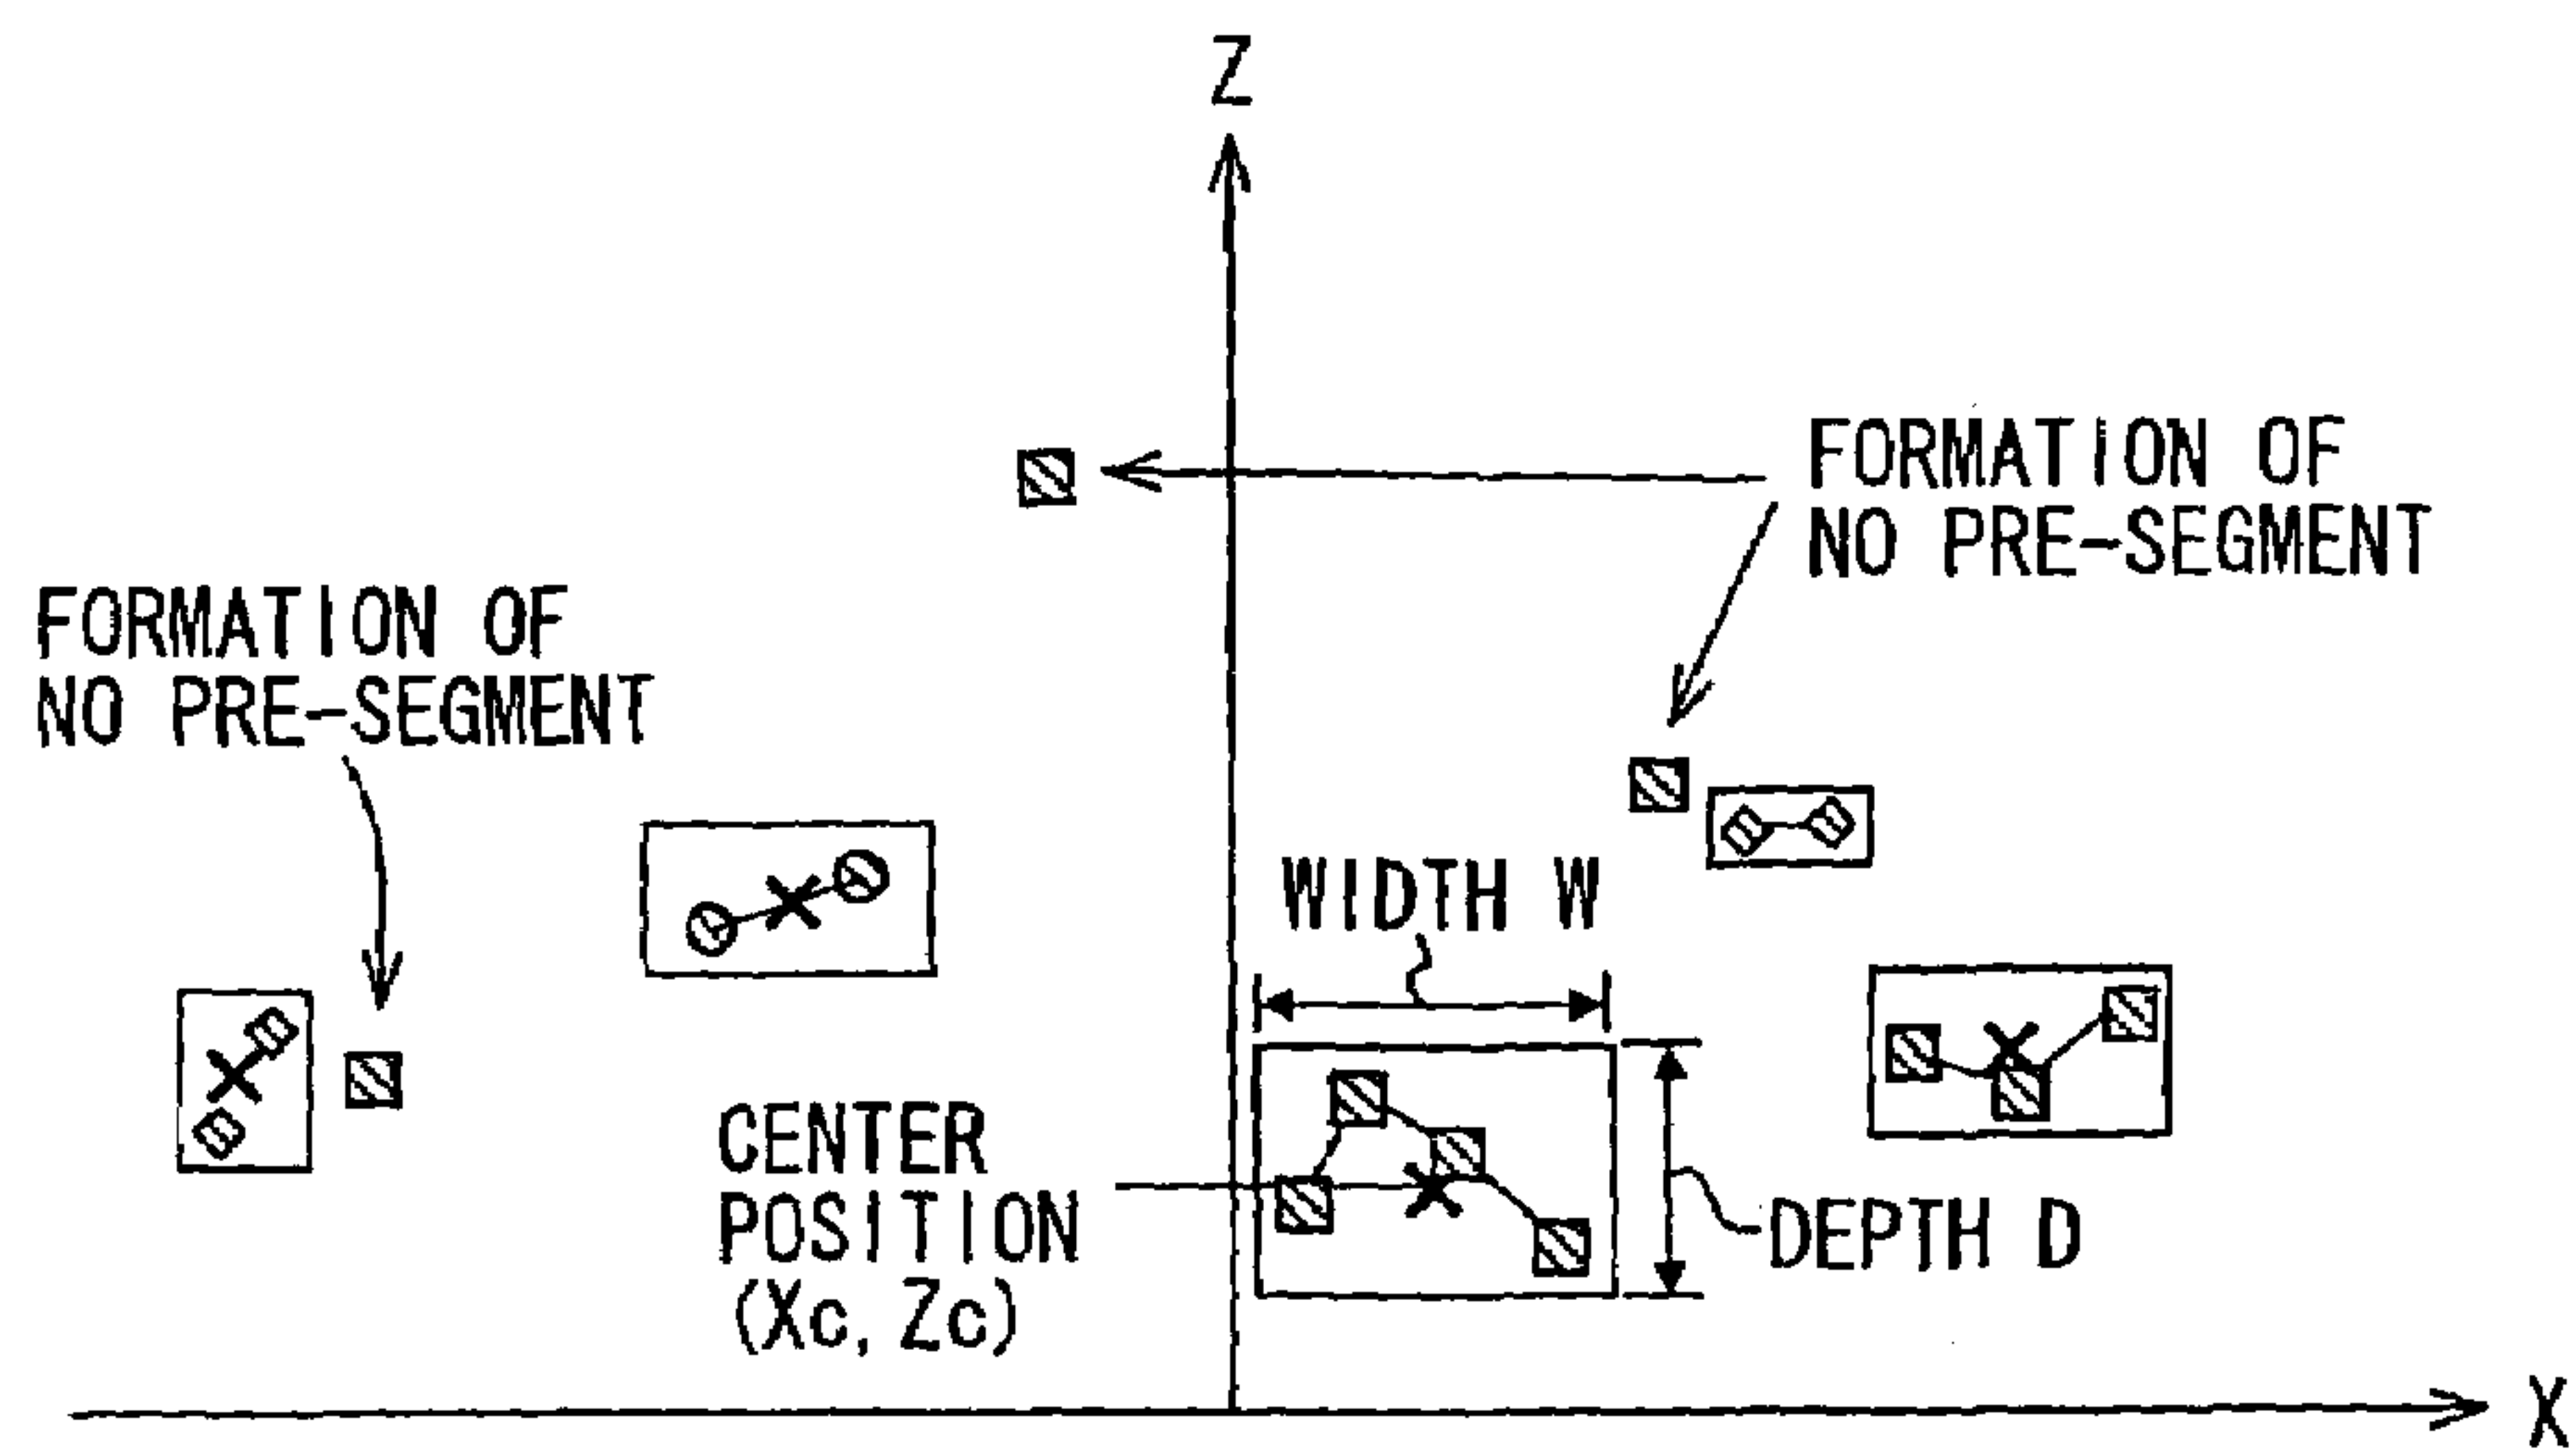 Z
FORMATION OF
NO PRE-SEGMENT
FORMATION OF
NO PRE-SEGMENT
WIDTH W
CENTER
POSITION
(Xc, Zc)
DEPTH D
X